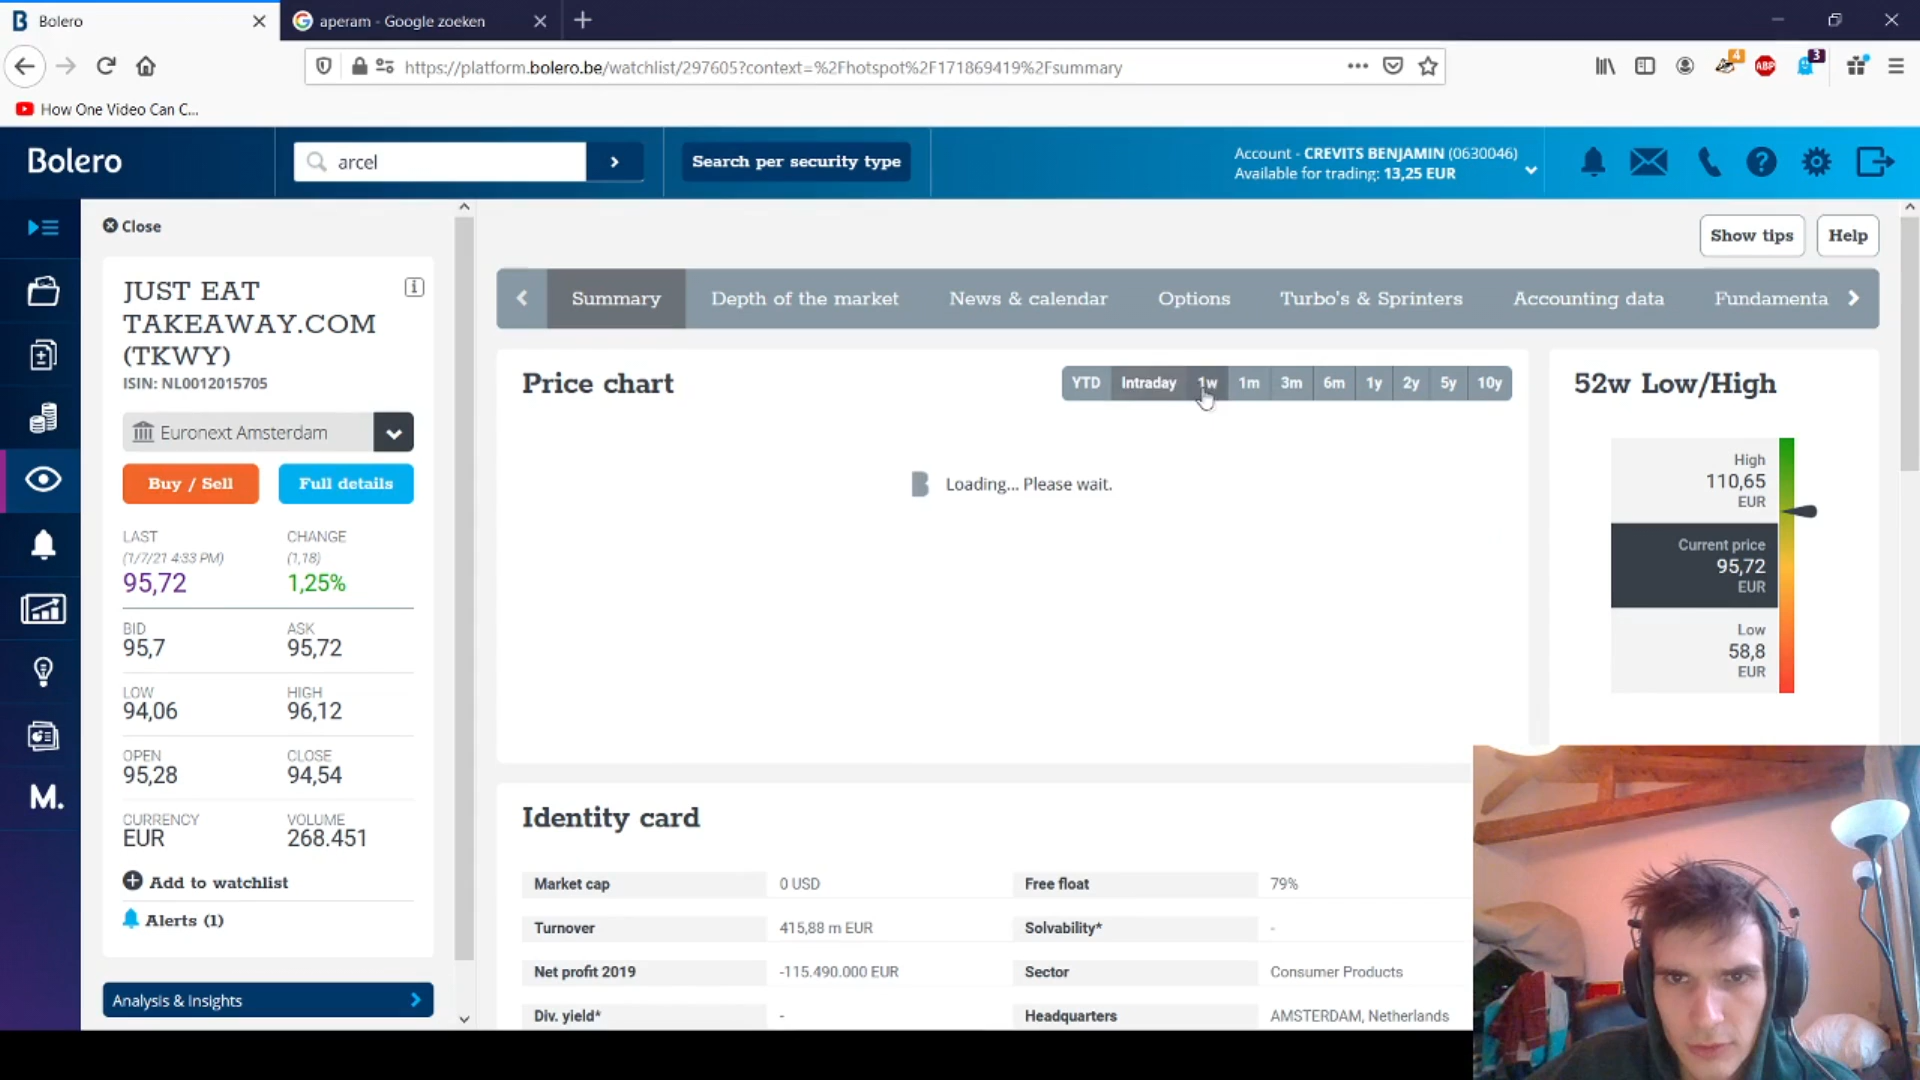 Bolero
aperam - Google zoeken
https://platform.bolero.be/watchlist/297605?context=%2Fhotspot%2F171869419%2Fsummary
4
ABP
3
How One Video Can C...
Bolero
arcel
Search per security type
Account - CREVITS BENJAMIN (0630046)
Available for trading: 13,25 EUR
Close
Show tips
Help
JUST EAT
TAKEAWAY.COM
(TKWY)
ISIN: NL0012015705
Euronext Amsterdam
Buy / Sell
Full details
LAST
CHANGE
(1/7/21 4:33 PM)
(1,18)
95,72
1,25%
BID
ASK
95,7
95,72
LOW
HIGH
94,06
96,12
OPEN
CLOSE
95,28
94,54
CURRENCY
VOLUME
EUR
268.451
Add to watchlist
Alerts (1)
Analysis & Insights
M.
Summary
Depth of the market
News & calendar
Options
Turbo's & Sprinters
Accounting data
Fundamenta
Price chart
YTD
Intraday
1w
1m
3m
6m
1y
2y
5y
10y
Loading... Please wait.
52w Low/High
High
110,65
EUR
Current price
95,72
EUR
Low
58,8
EUR
Identity card
Market cap
0 USD
Free float
79%
Turnover
415,88 m EUR
Solvability*
-
Net profit 2019
-115.490.000 EUR
Sector
Consumer Products
Div. yield*
-
Headquarters
AMSTERDAM, Netherlands